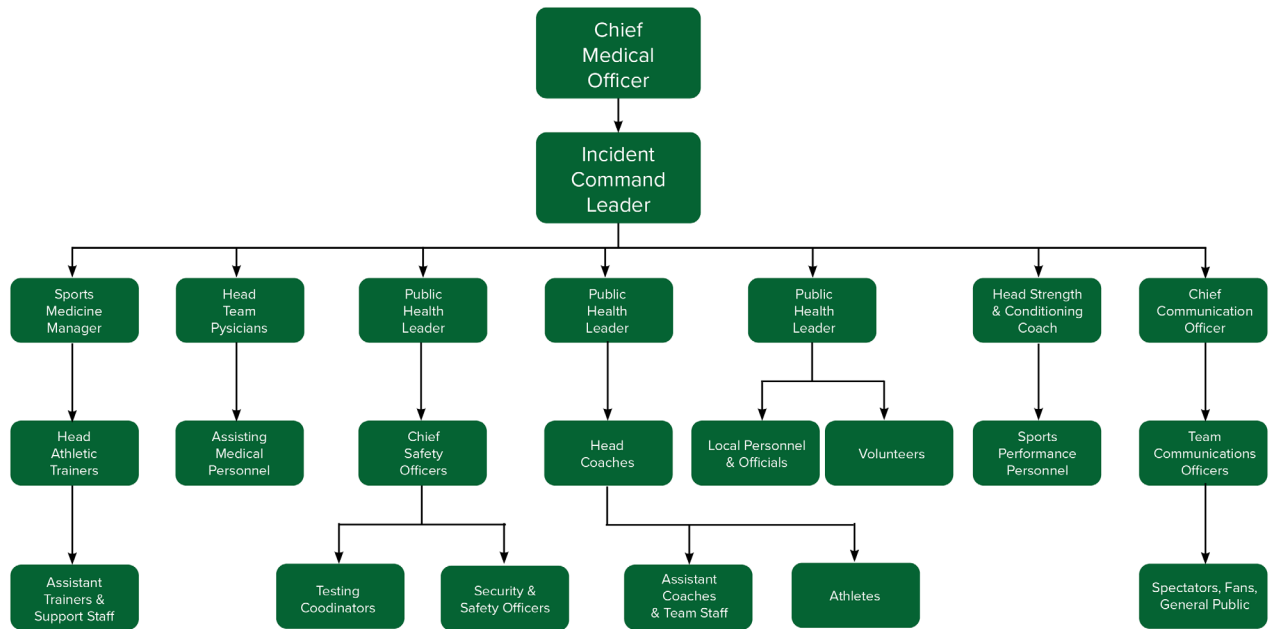 Chief
Medical
Officer
Incident
Command
Leader
Sports
Medicine
Manager
Head
Team
Pysicians
Public
Health
Leader
Public
Health
Leader
Public
Health
Leader
Head Strength
& Conditioning
Coach
Chief
Communication
Officer
Head
Athletic
Trainers
Assisting
Medical
Personnel
Chief
Safety
Officers
Head
Coaches
Local Personnel
& Officials
Volunteers
Sports
Performance
Personnel
Team
Communications
Officers
Assistant
Trainers &
Support Staff
Testing
Coodinators
Security &
Safety Officers
Assistant
Coaches
& Team Staff
Athletes
Spectators, Fans,
General Public